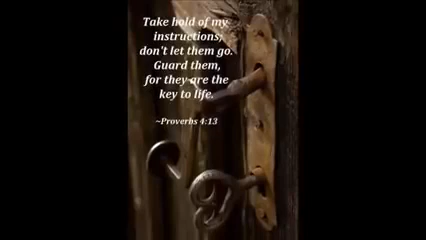 Take hold of my
instructions;
don't let them go.
Guard them,
for they are the
key to life.
~Proverbs 4:13